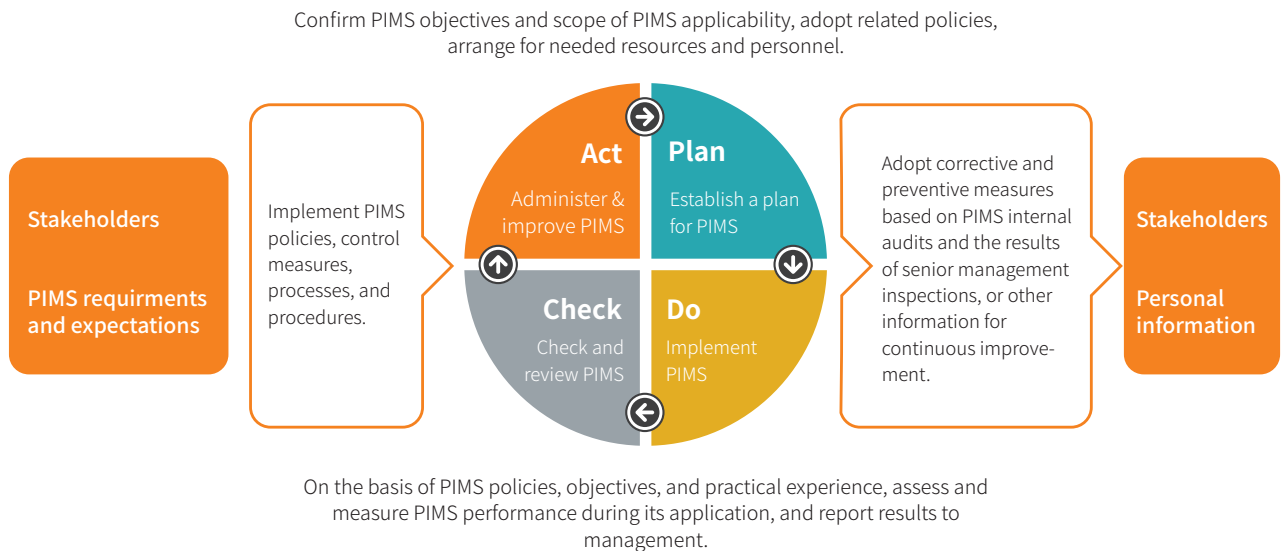 Confirm PIMS objectives and scope of PIMS applicability, adopt related policies,
arrange for needed resources and personnel.
Stakeholders
PIMS requirments
and expectations
Implement PIMS
policies, control
measures,
processes, and
procedures.
Act
Administer &
improve PIMS
Plan
Establish a plan
for PIMS
Check
Check and
review PIMS
Do
Implement
PIMS
Adopt corrective and
preventive measures
based on PIMS internal
audits and the results
of senior management
inspections, or other
information for
continuous improve-
ment.
Stakeholders
Personal
information
On the basis of PIMS policies, objectives, and practical experience, assess and
measure PIMS performance during its application, and report results to
management.